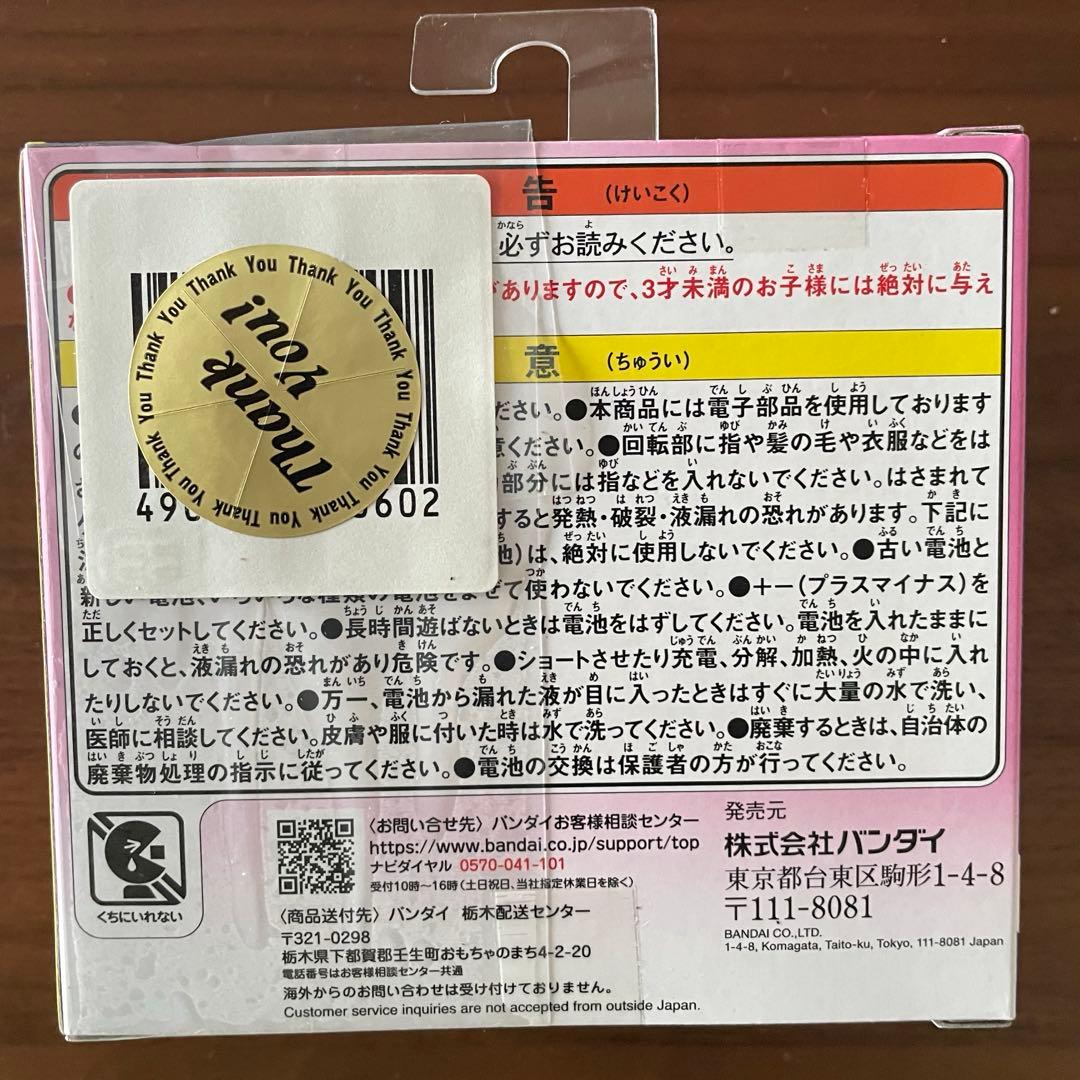 告 (けいこく)
必ずお読みください。
がありますので、3才未満のお子様には絶対に与え
意 (ちゅうい)
ださい。●本商品には電子部品を使用しております
意ください。●回転部に指や髪の毛や衣服などをは
部分には指などを入れないでください。はさまれて
すると発熱・破裂・液漏れの恐れがあります。下記に
池)は、絶対に使用しないでください。●古い電池と
新しい電池、いろいろな種類の電池をまぜて使わないでください。●+-(プラスマイナス)を
正しくセットしてください。●長時間遊ばないときは電池をはずしてください。電池を入れたままに
しておくと、液漏れの恐れがあり危険です。●ショートさせたり充電、分解、加熱、火の中に入れ
たりしないでください。●万一、電池から漏れた液が目に入ったときはすぐに大量の水で洗い、
医師に相談してください。皮膚や服に付いた時は水で洗ってください。●廃棄するときは、自治体の
廃棄物処理の指示に従ってください。●電池の交換は保護者の方が行ってください。
Thank You Thank You Thank You Thank You Thank You Thank You Thank You
Thank
You!
490
602
くちにいれない
〈お問い合せ先〉バンダイお客様相談センター
https://www.bandai.co.jp/support/top
ナビダイヤル 0570-041-101
受付10時〜16時(土日祝日、当社指定休業日を除く)
〈商品送付先〉バンダイ 栃木配送センター
〒321-0298
栃木県下都賀郡壬生町おもちゃのまち4-2-20
電話番号はお客様相談センター共通
海外からのお問い合わせは受け付けておりません。
Customer service inquiries are not accepted from outside Japan.
発売元
株式会社バンダイ
東京都台東区駒形1-4-8
〒111-8081
BANDAI CO.,LTD.
1-4-8, Komagata, Taito-ku, Tokyo, 111-8081 Japan